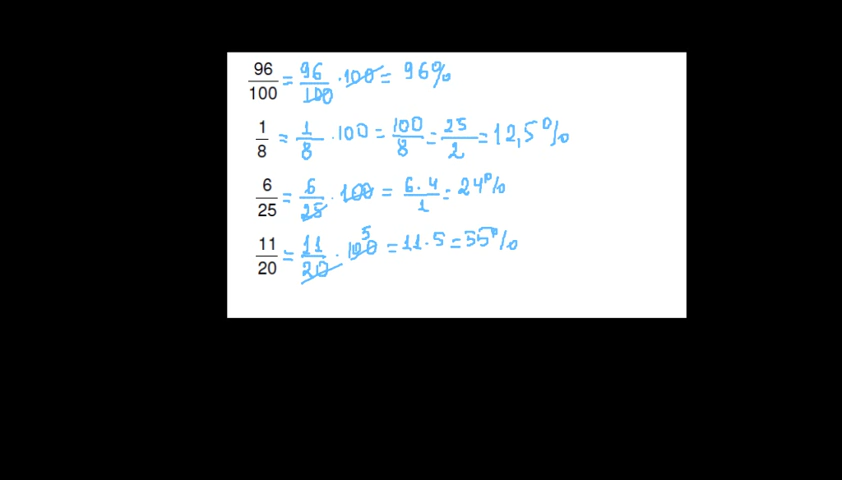 96/100 = 96/100 · 100 = 96%
1/8 = 1/8 · 100 = 100/8 = 25/2 = 12,5%
6/25 = 6/25 · 100 = 6·4/1 = 24%
11/20 = 11/20 · 100 5 = 11·5 = 55%